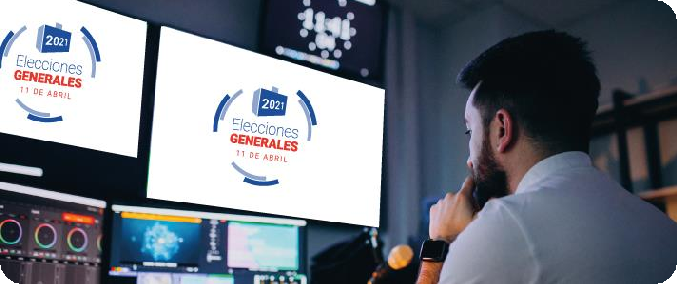 2021
Elecciones
GENERALES
11 DE ABRIL
2021
Elecciones
GENERALES
11 DE ABRIL